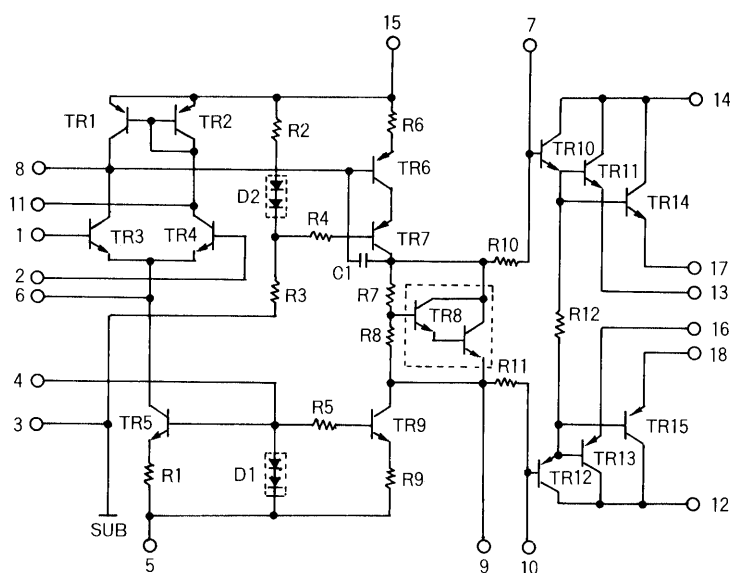 15
7
14
TR1
TR2
R2
R6
TR10
TR11
8
TR6
D2
11
TR14
R4
TR7
1
TR3
TR4
R10
17
2
C1
13
6
R3
R7
TR8
R12
16
R8
18
4
R11
R5
3
TR5
TR9
TR15
R1
D1
R9
TR12
TR13
12
SUB
5
9
10